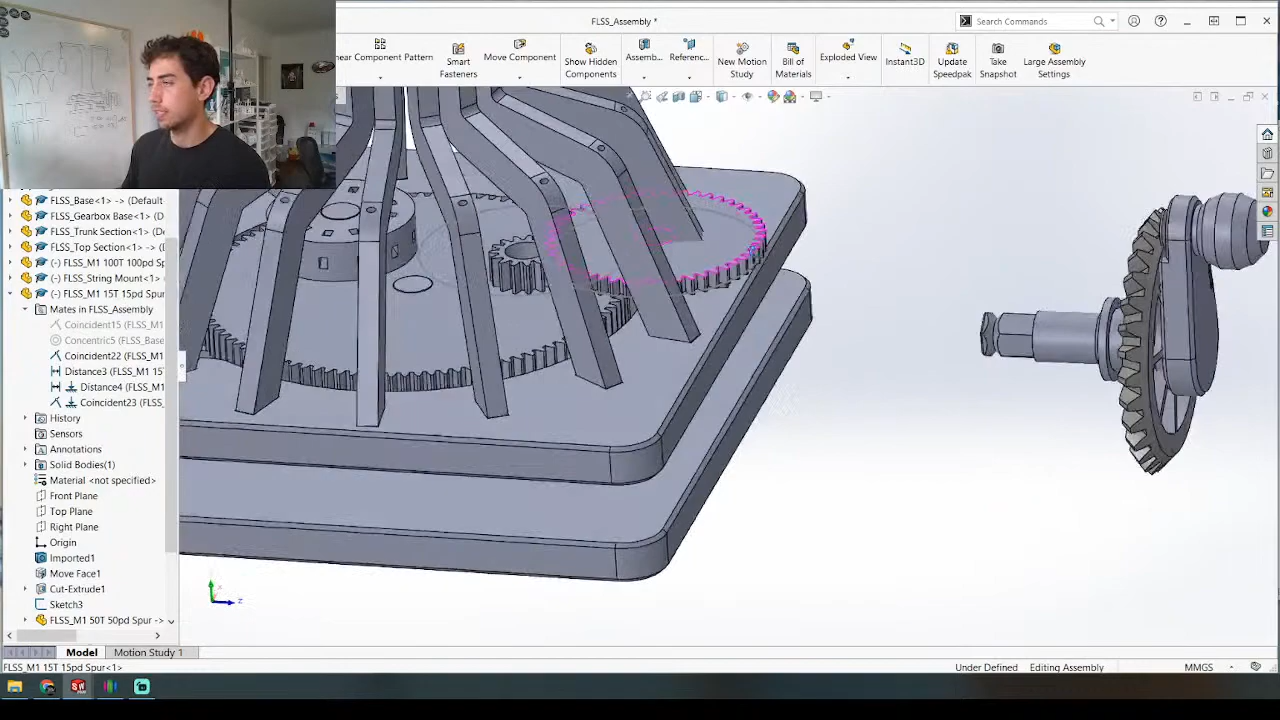 FLSS_Assembly *
Search Commands
near Component Pattern
Smart Fasteners
Move Component
Show Hidden Components
Assemb...
Referenc...
New Motion Study
Bill of Materials
Exploded View
Instant3D
Update Speedpak
Take Snapshot
Large Assembly Settings
FLSS_Base<1> -> (Default
FLSS_Gearbox Base<1> (D
FLSS_Trunk Section<1> (D
FLSS_Top Section<1> -> (D
(-) FLSS_M1 100T 100pd Sp
(-) FLSS_String Mount<1> (
(-) FLSS_M1 15T 15pd Spur
Mates in FLSS_Assembly
Coincident15 (FLSS_M1
Concentric5 (FLSS_Base
Coincident22 (FLSS_M1
Distance3 (FLSS_M1 15T
Distance4 (FLSS_M1
Coincident23 (FLSS_
History
Sensors
Annotations
Solid Bodies(1)
Material <not specified>
Front Plane
Top Plane
Right Plane
Origin
Imported1
Move Face1
Cut-Extrude1
Sketch3
FLSS_M1 50T 50pd Spur ->
z
Model
Motion Study 1
FLSS_M1 15T 15pd Spur<1>
Under Defined
Editing Assembly
MMGS